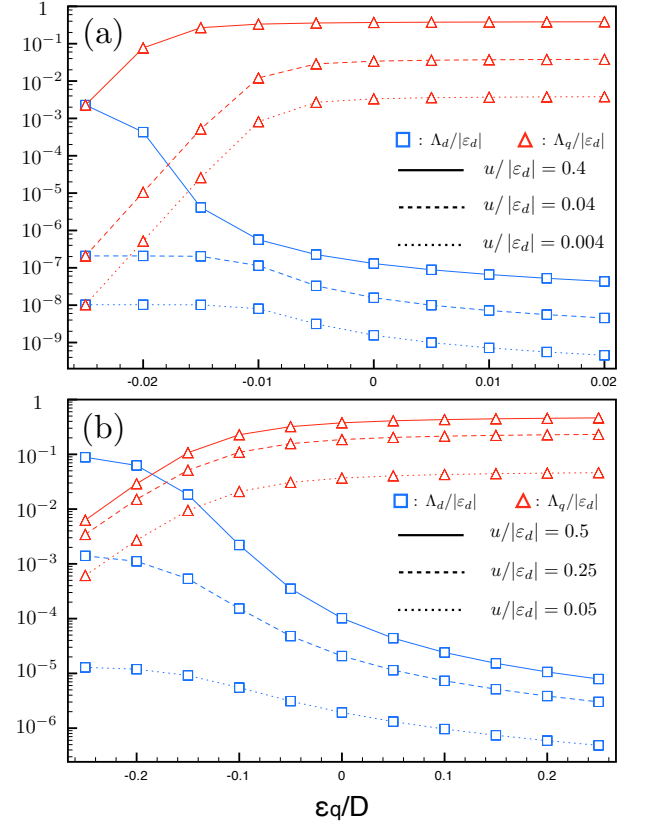 1
(a)
10⁻¹
10⁻²
10⁻³
10⁻⁴
10⁻⁵
10⁻⁶
10⁻⁷
10⁻⁸
10⁻⁹
□ : Λ_d/|ε_d| △ : Λ_q/|ε_d|
u/|ε_d| = 0.4
u/|ε_d| = 0.04
u/|ε_d| = 0.004
-0.02 -0.01 0 0.01 0.02
1
(b)
10⁻¹
10⁻²
10⁻³
10⁻⁴
10⁻⁵
10⁻⁶
□ : Λ_d/|ε_d| △ : Λ_q/|ε_d|
u/|ε_d| = 0.5
u/|ε_d| = 0.25
u/|ε_d| = 0.05
-0.2 -0.1 0 0.1 0.2
εq/D